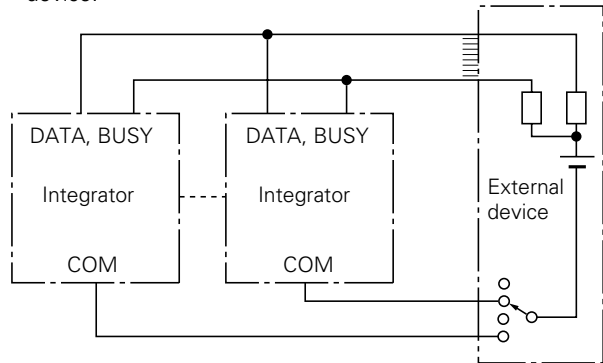 device.
DATA, BUSY
DATA, BUSY
Integrator
Integrator
External
device
COM
COM